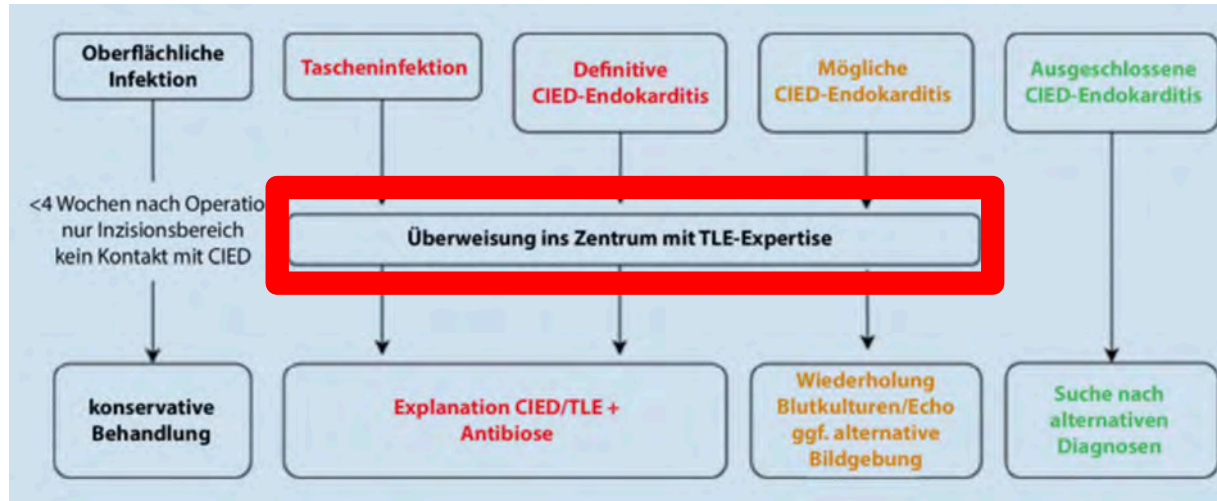 Oberflächliche
Infektion
Tascheninfektion
Definitive
CIED-Endokarditis
Mögliche
CIED-Endokarditis
Ausgeschlossene
CIED-Endokarditis
<4 Wochen nach Operatio
nur Inzisionsbereich
kein Kontakt mit CIED
Überweisung ins Zentrum mit TLE-Expertise
konservative
Behandlung
Explanation CIED/TLE +
Antibiose
Wiederholung
Blutkulturen/Echo
ggf. alternative
Bildgebung
Suche nach
alternativen
Diagnosen